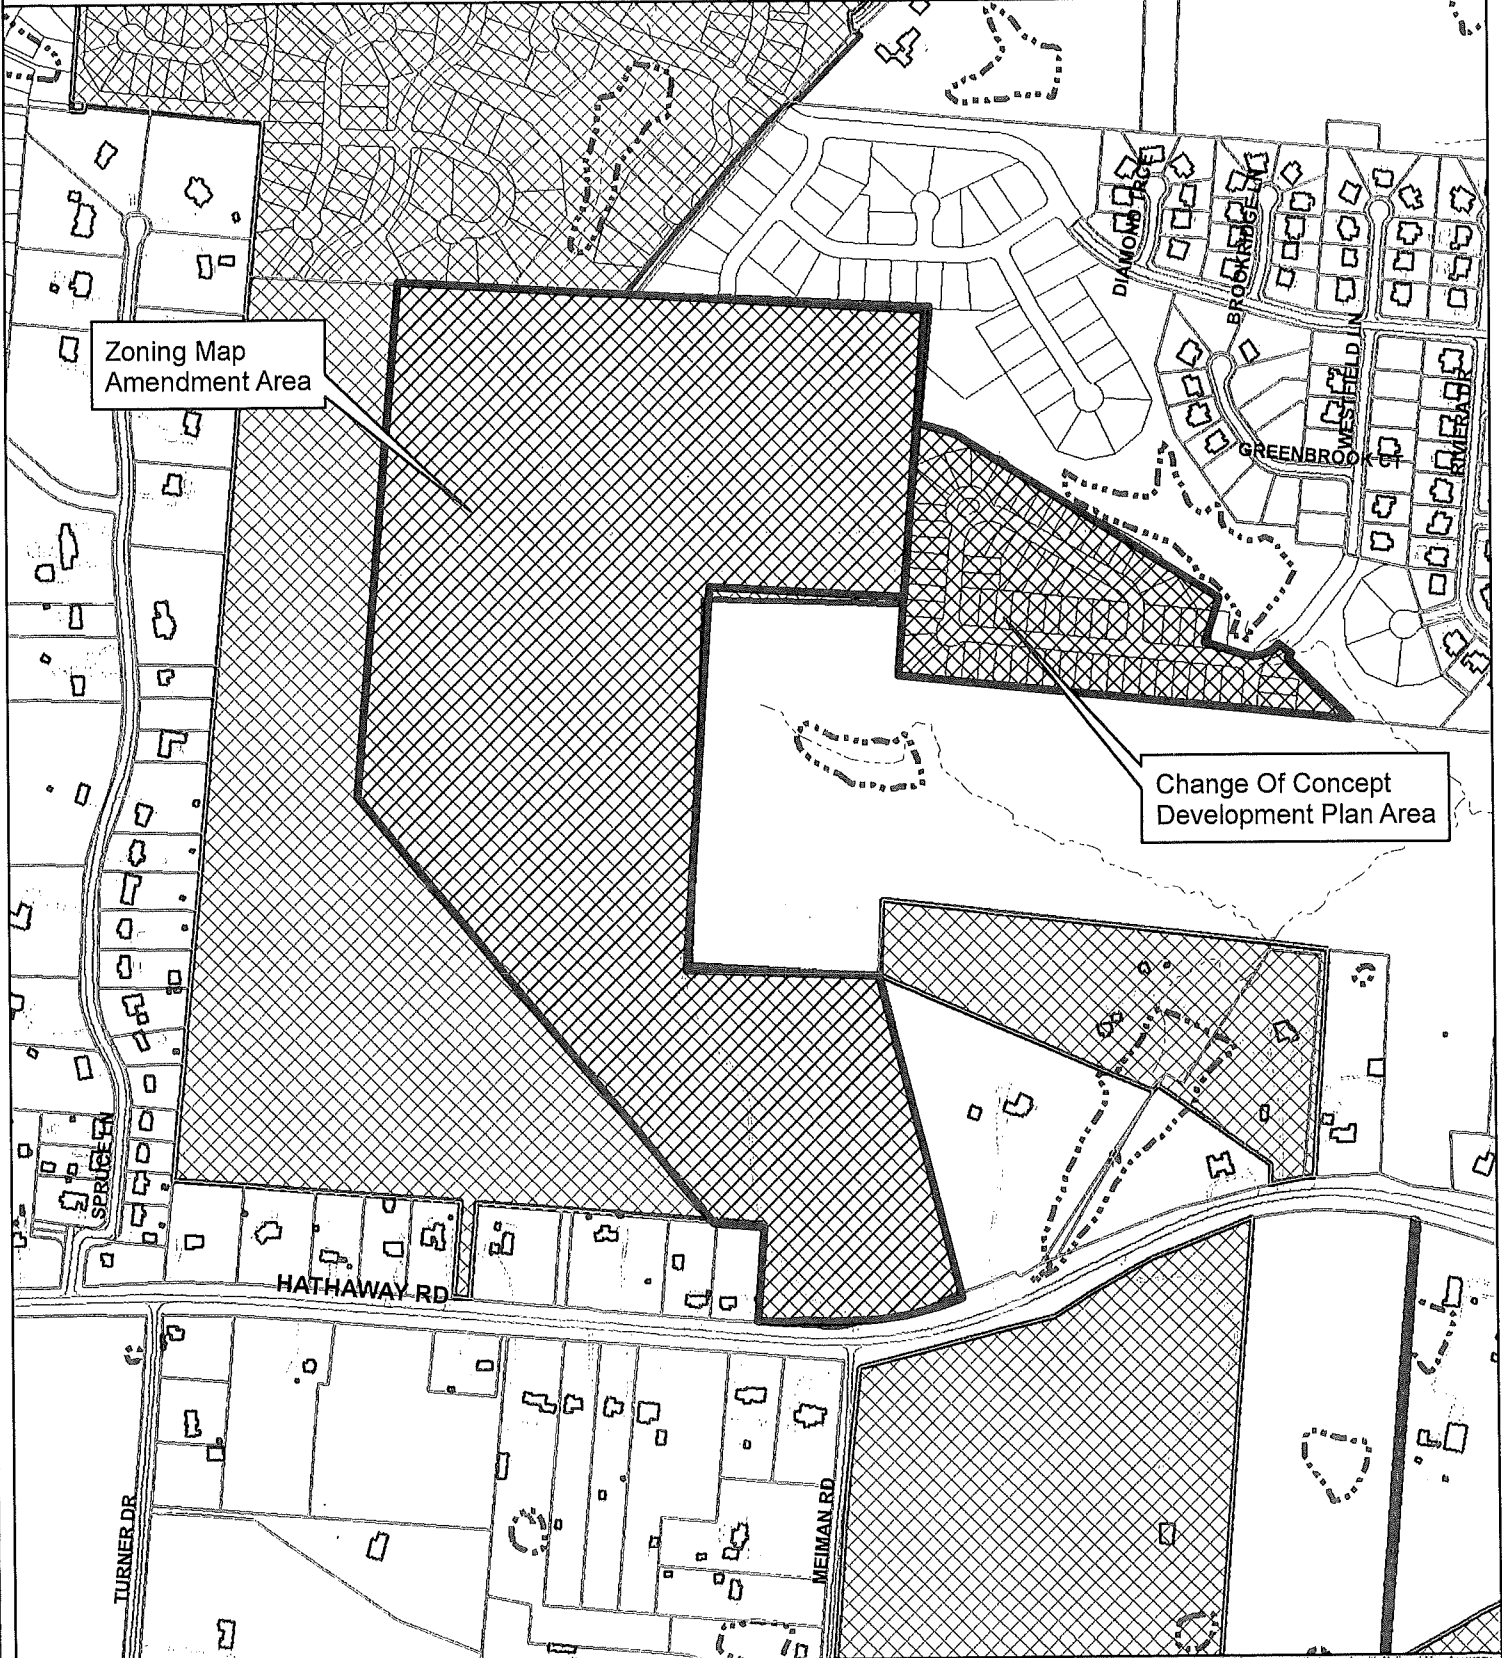 DIAMOND TRCE
BROOKRIDGE LN
WESTFIELD LN
RIVIERA DR
GREENBROOK CT
Zoning Map
Amendment Area
Change Of Concept
Development Plan Area
SPRUCE LN
HATHAWAY RD
TURNER DR
MEIMAN RD